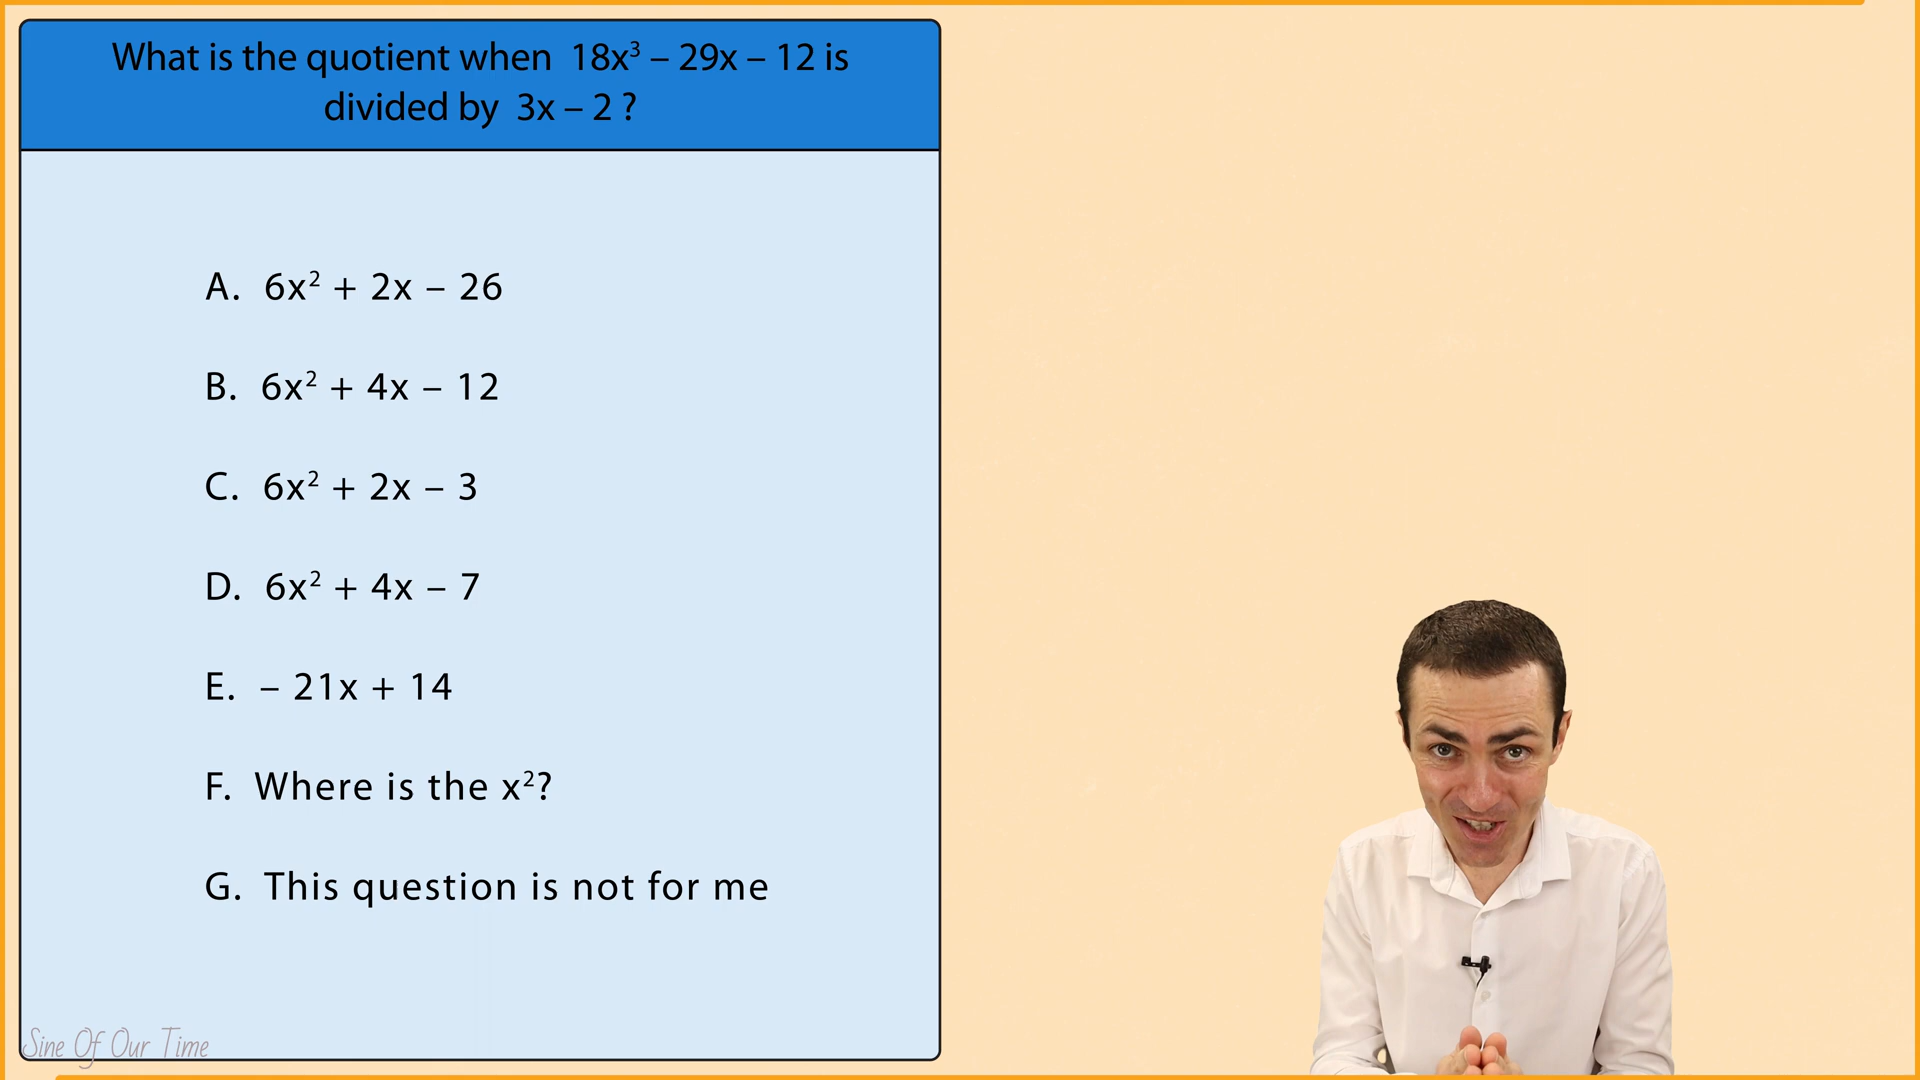 What is the quotient when 18x³ – 29x – 12 is
divided by 3x – 2 ?
A. 6x² + 2x – 26
B. 6x² + 4x – 12
C. 6x² + 2x – 3
D. 6x² + 4x – 7
E. – 21x + 14
F. Where is the x²?
G. This question is not for me
Sine Of Our Time